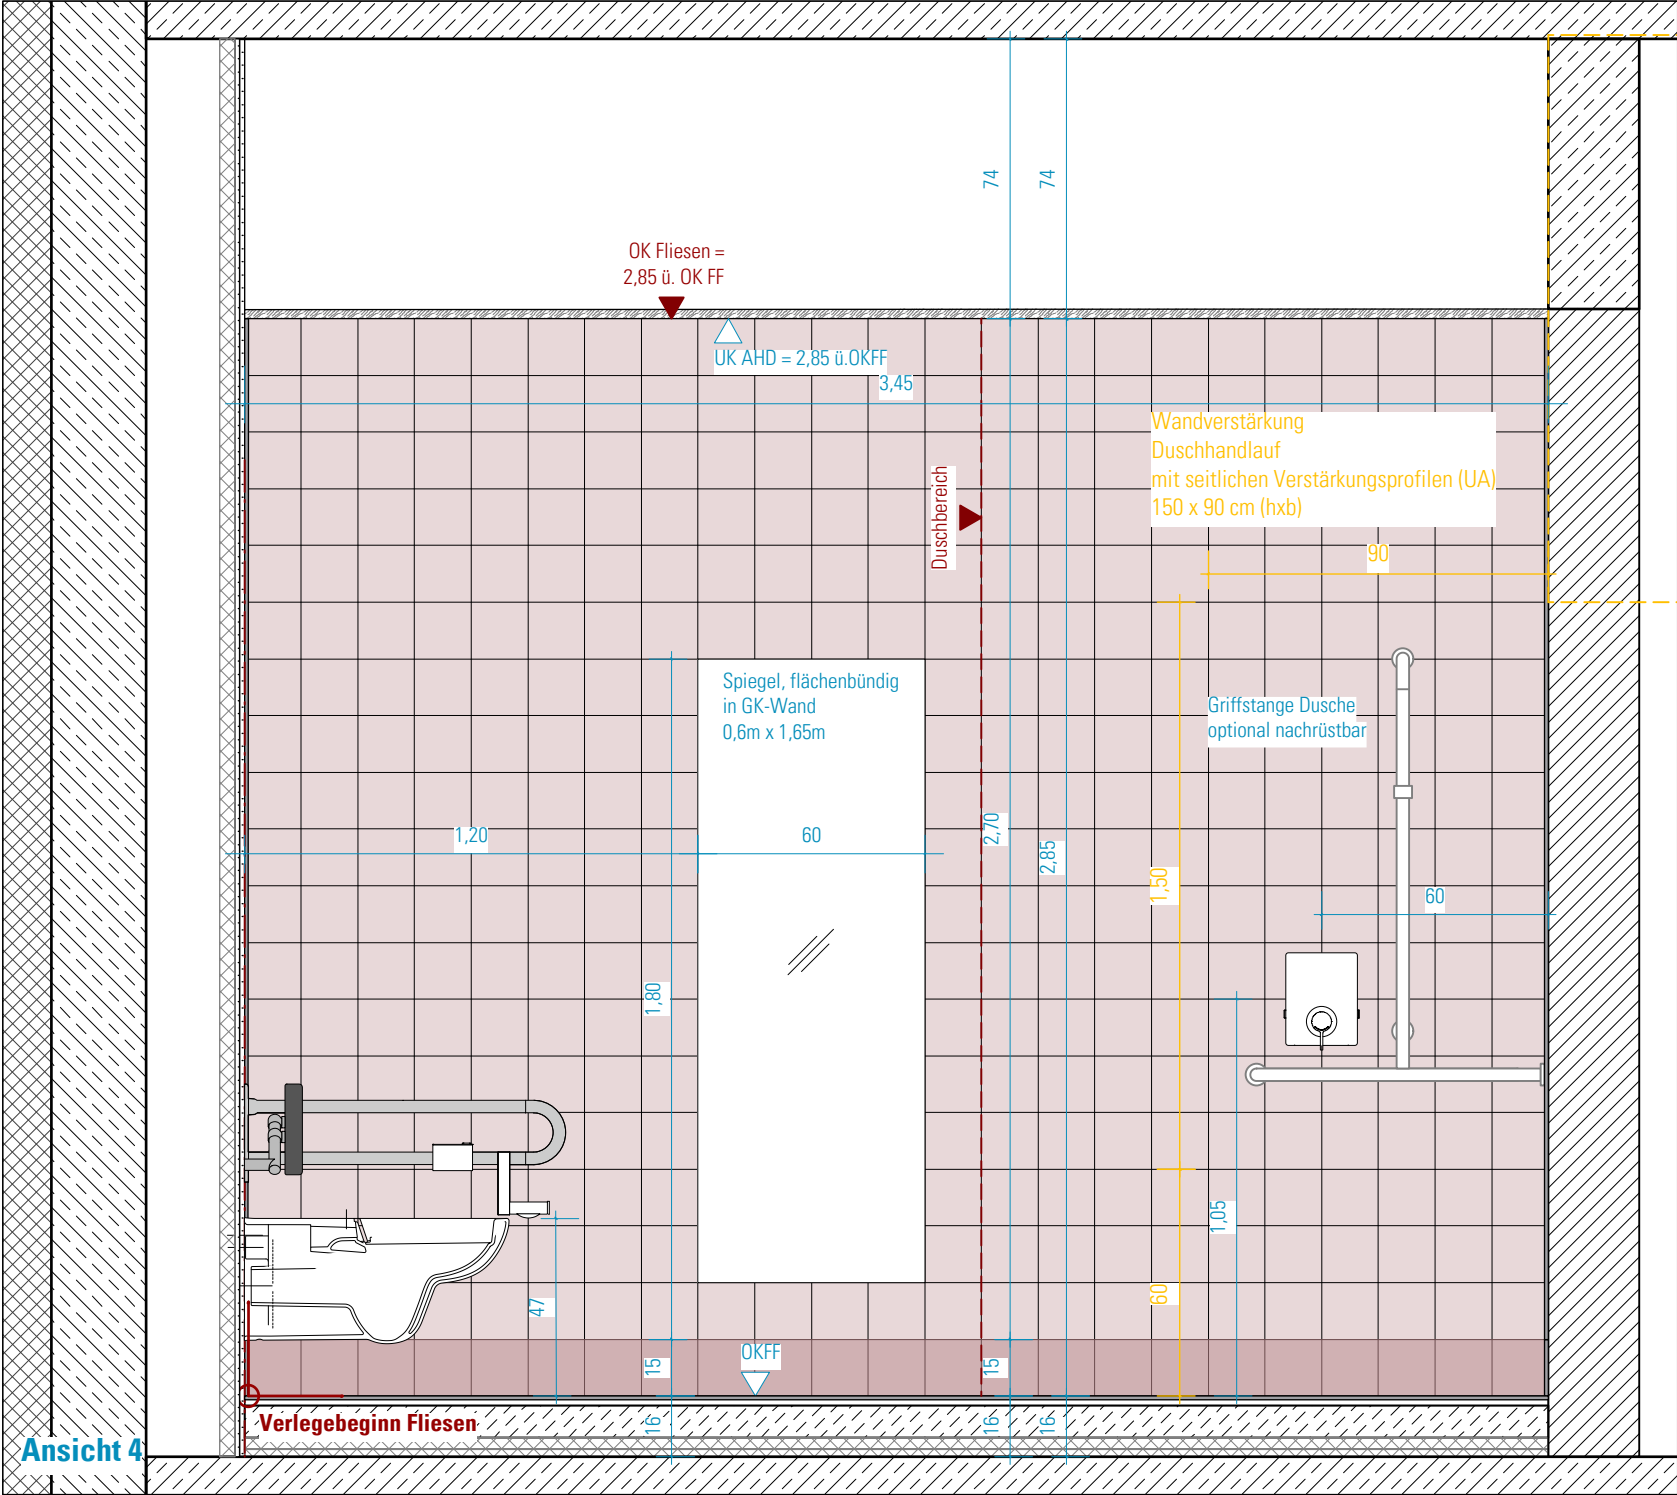 74
74
OK Fliesen =
2,85 ü. OK FF
UK AHD = 2,85 ü.OKFF
3,45
Wandverstärkung
Duschhandlauf
mit seitlichen Verstärkungsprofilen (UA)
150 x 90 cm (hxb)
Duschbereich
90
Spiegel, flächenbündig
in GK-Wand
0,6m x 1,65m
Griffstange Dusche
optional nachrüstbar
1,20
60
2,70
2,85
1,50
60
1,80
1,05
47
60
OKFF
15
15
Verlegebeginn Fliesen
16
16
16
Ansicht 4